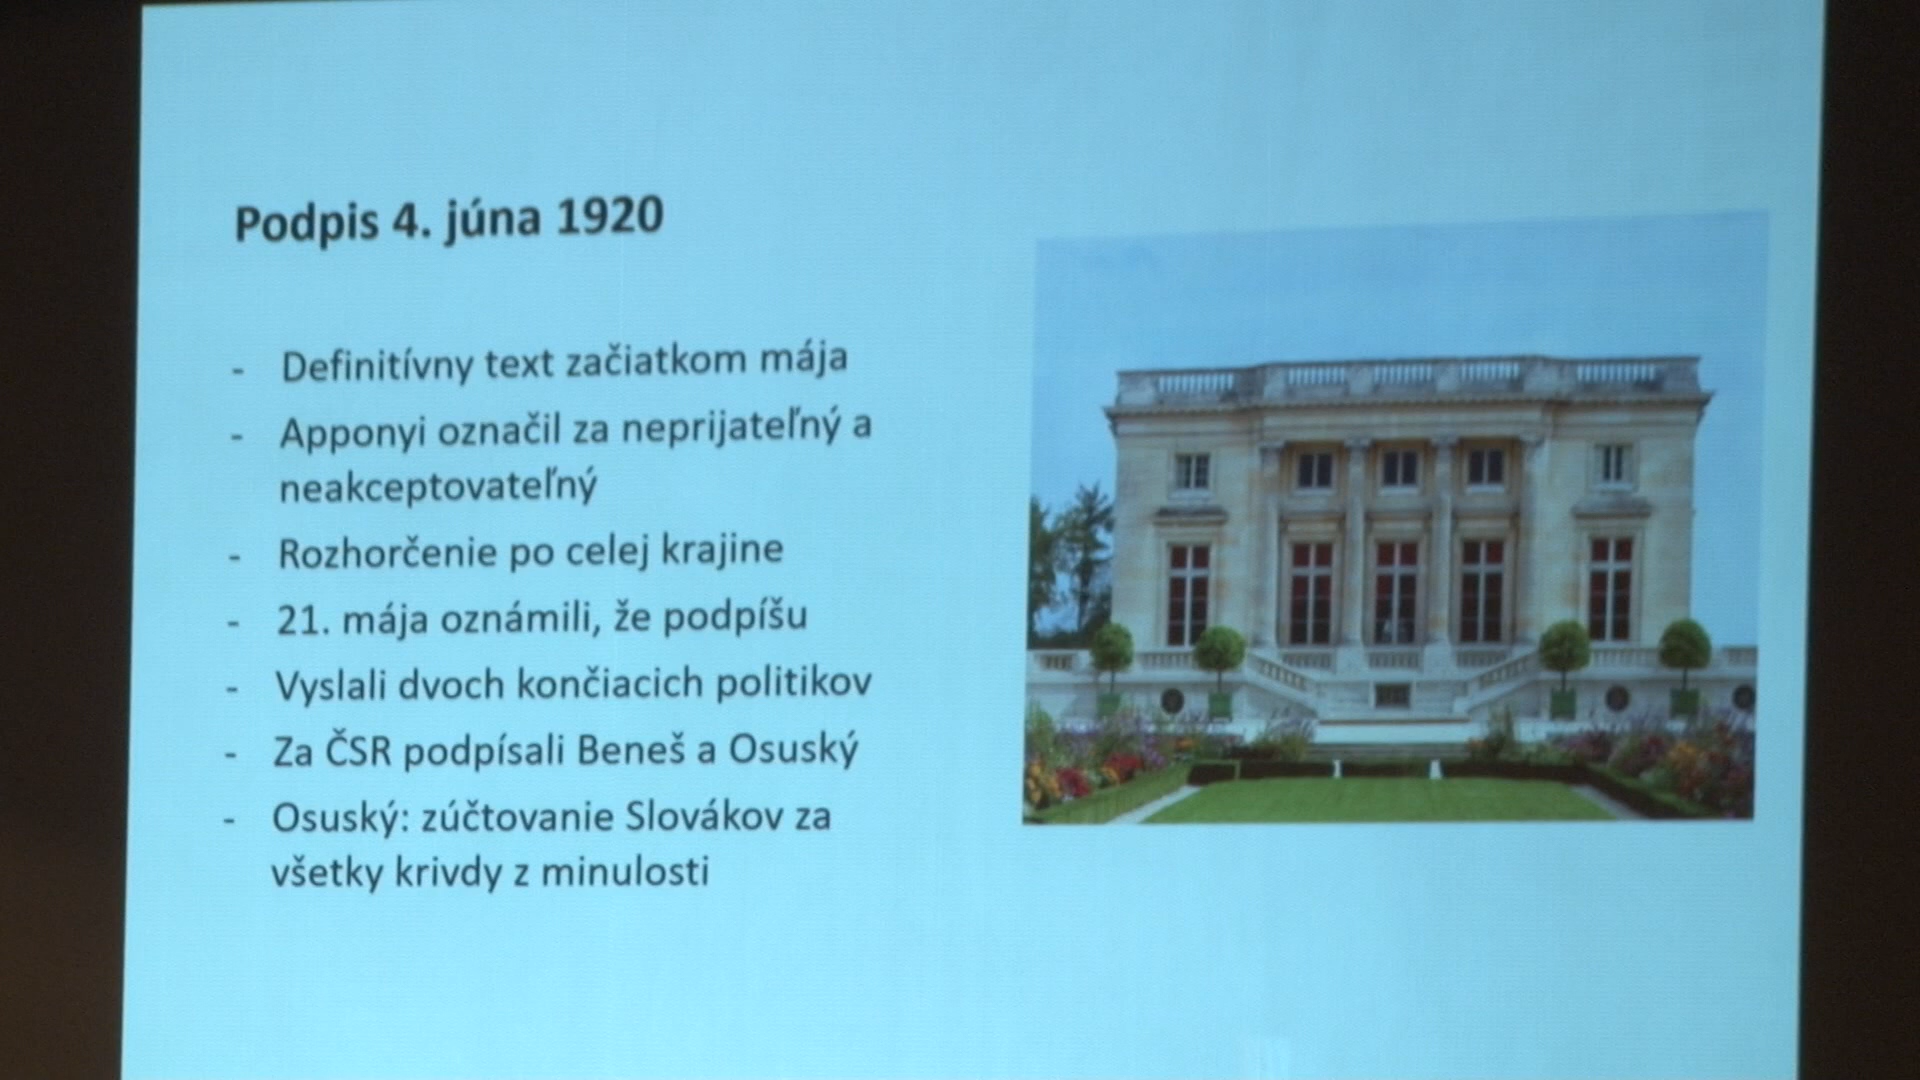 Podpis 4. júna 1920
- Definitívny text začiatkom mája
- Apponyi označil za neprijateľný a
neakceptovateľný
- Rozhorčenie po celej krajine
- 21. mája oznámili, že podpíšu
- Vyslali dvoch končiacich politikov
- Za ČSR podpísali Beneš a Osuský
- Osuský: zúčtovanie Slovákov za
všetky krivdy z minulosti